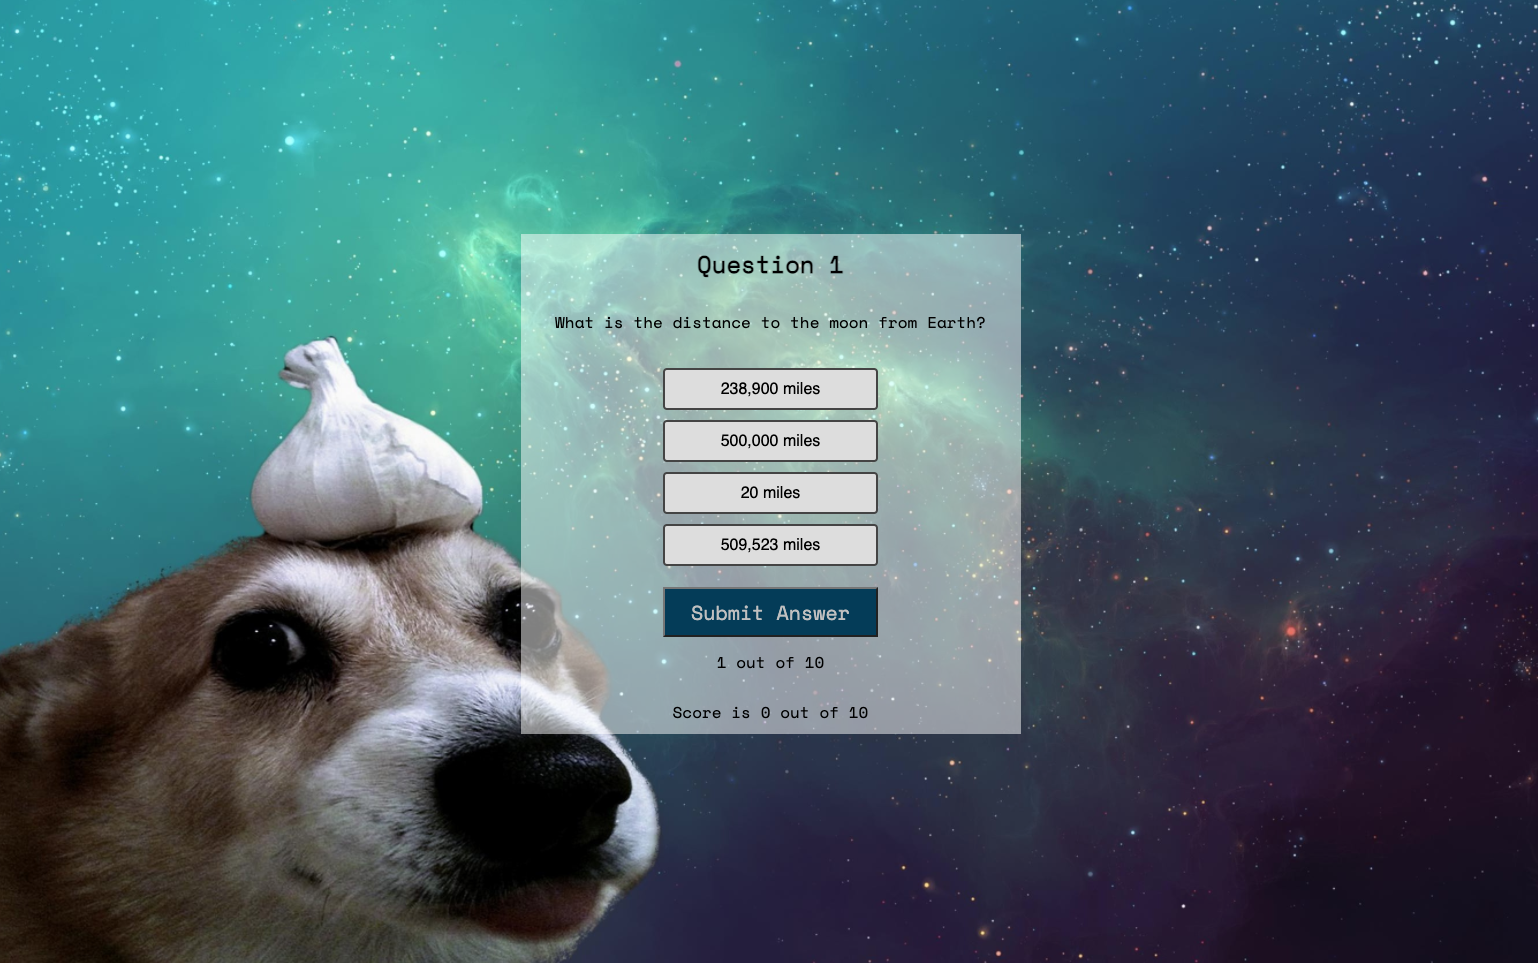 Question 1
What is the distance to the moon from Earth?
238,900 miles
500,000 miles
20 miles
509,523 miles
Submit Answer
1 out of 10
Score is 0 out of 10